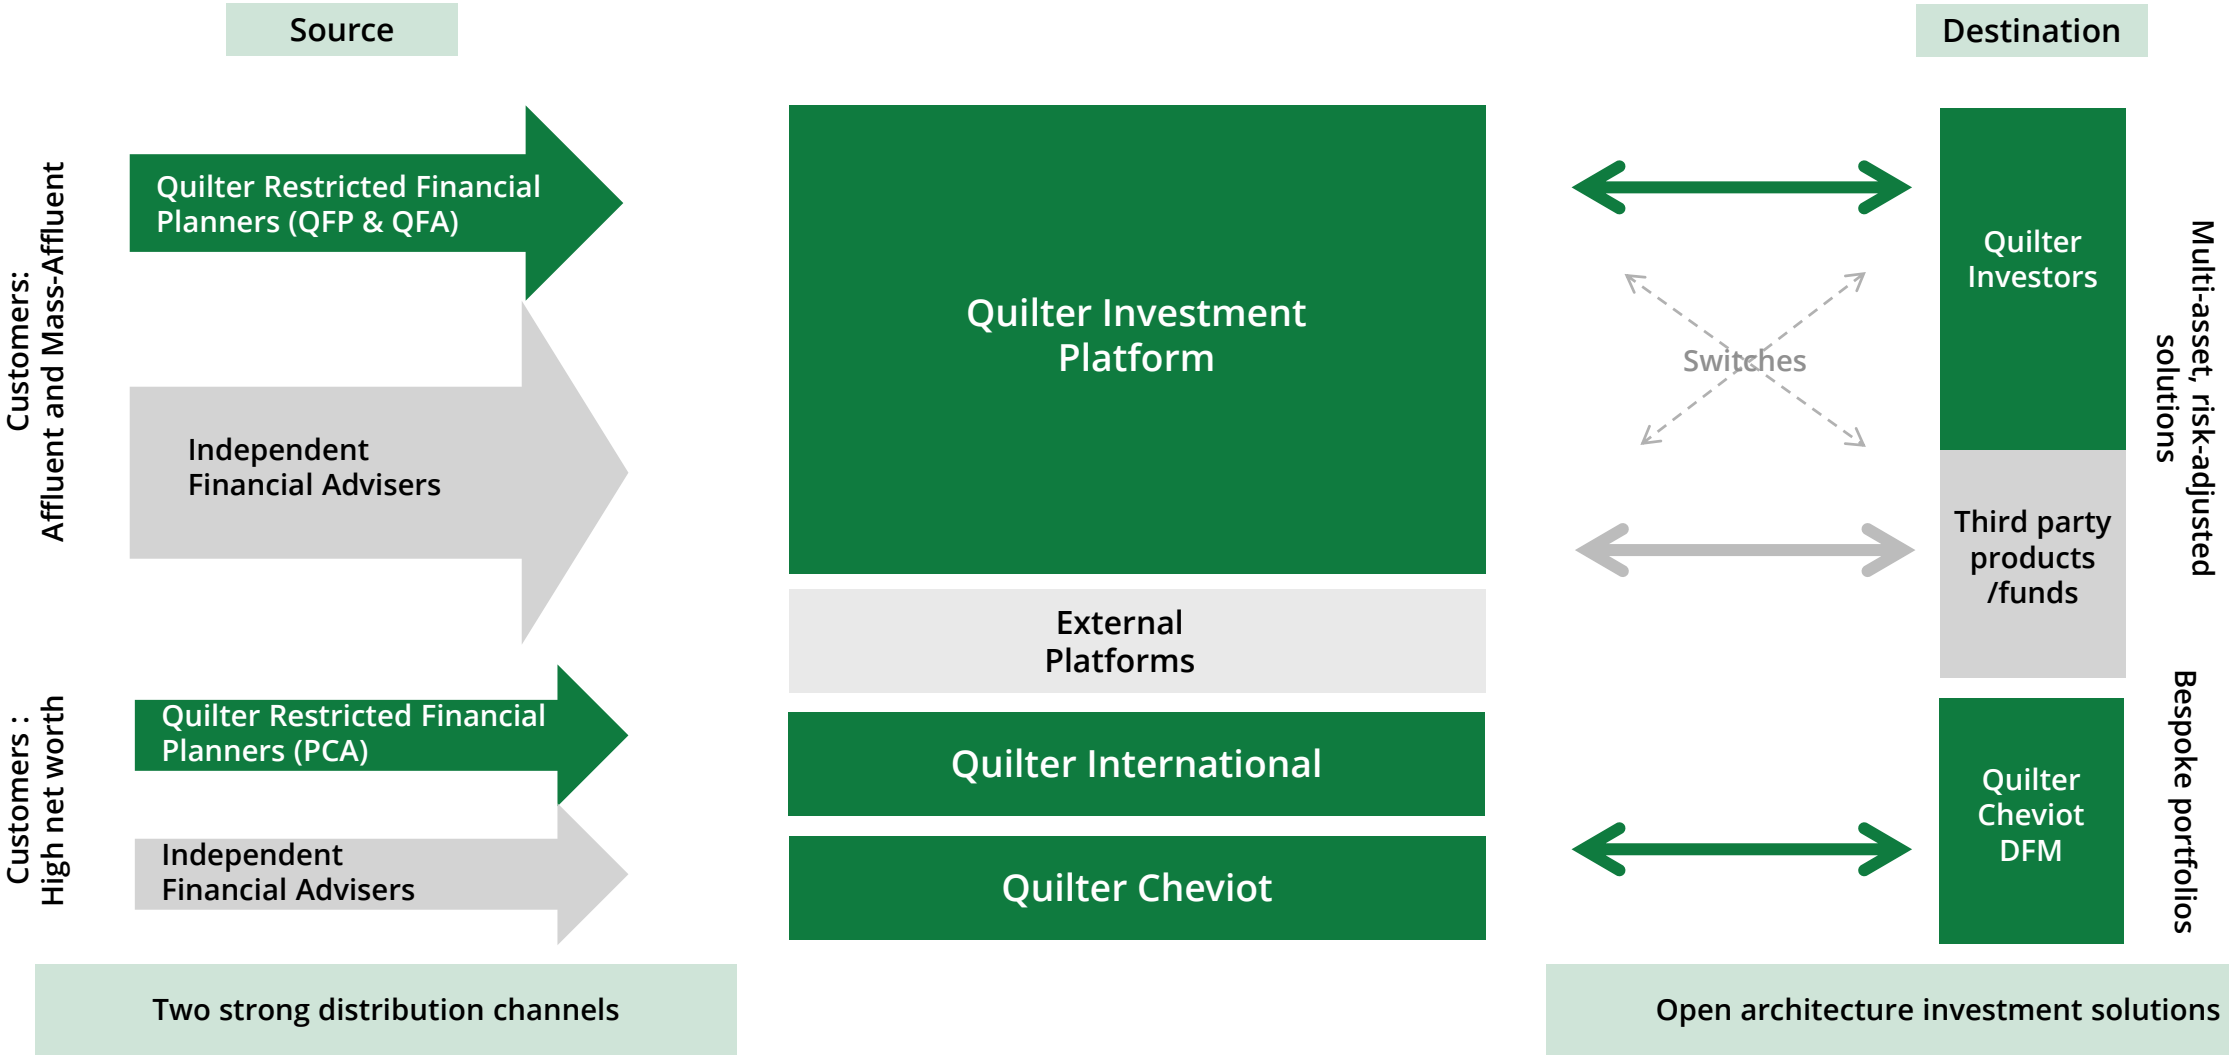 Source
Destination
Customers:
Affluent and Mass-Affluent
Quilter Restricted Financial
Planners (QFP & QFA)
Independent
Financial Advisers
Customers :
High net worth
Quilter Restricted Financial
Planners (PCA)
Independent
Financial Advisers
Quilter Investment
Platform
External
Platforms
Quilter International
Quilter Cheviot
Switches
Quilter
Investors
Third party
products
/funds
Quilter
Cheviot
DFM
Multi-asset, risk-adjusted
solutions
Bespoke portfolios
Two strong distribution channels
Open architecture investment solutions